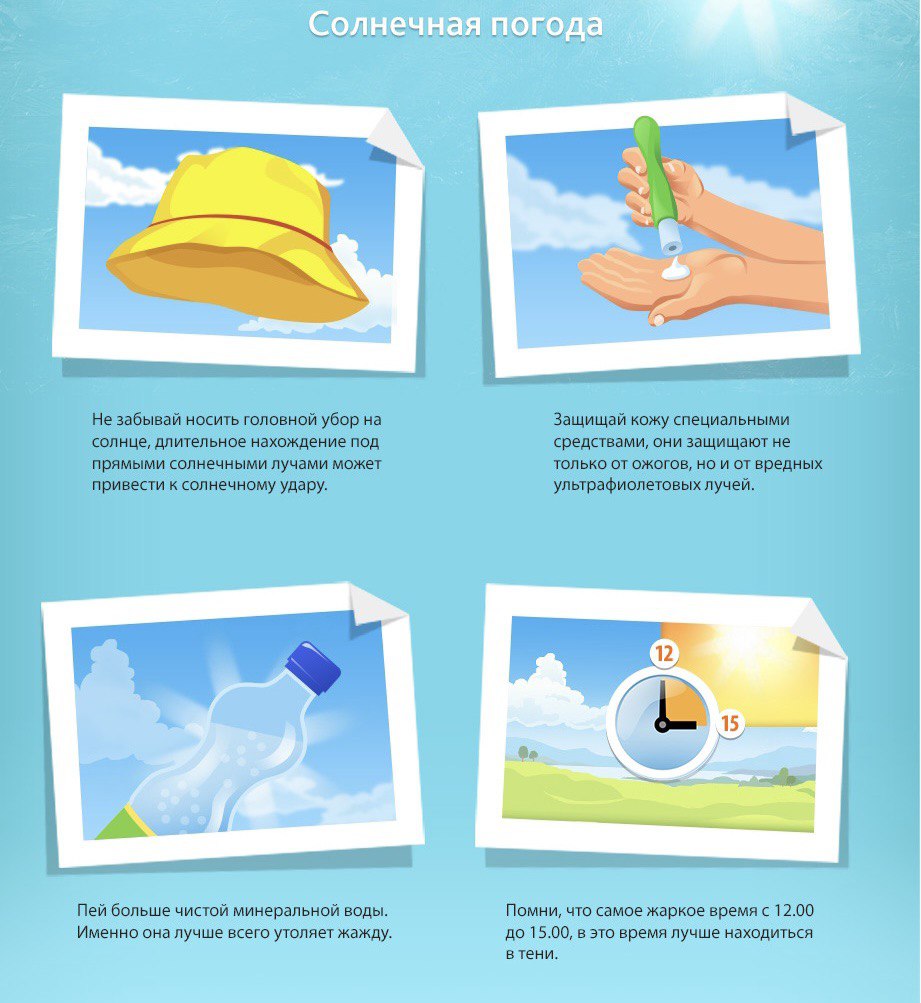 Солнечная погода
Не забывай носить головной убор на
солнце, длительное нахождение под
прямыми солнечными лучами может
привести к солнечному удару.
Защищай кожу специальными
средствами, они защищают не
только от ожогов, но и от вредных
ультрафиолетовых лучей.
12
15
Пей больше чистой минеральной воды.
Именно она лучше всего утоляет жажду.
Помни, что самое жаркое время с 12.00
до 15.00, в это время лучше находиться
в тени.